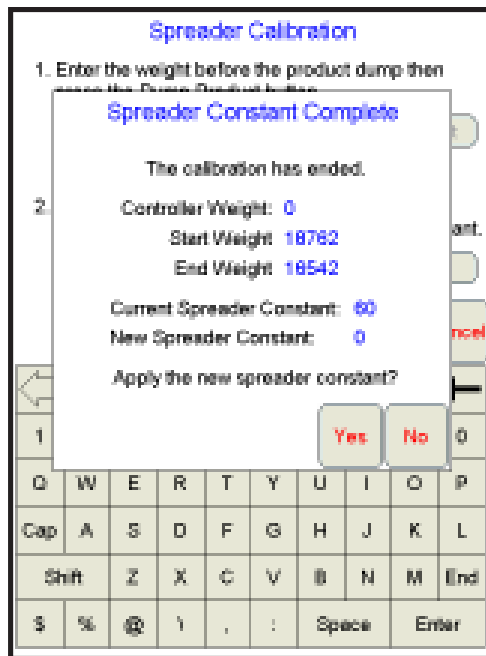 Spreader Calibration
1. Enter the weight before the product dump then
Spreader Constant Complete
The calibration has ended.
2.
Controller Weight: 0
Start Weight 16762
ant.
End Weight 16542
Current Spreader Constant: 60
New Spreader Constant: 0
ncel
Apply the new spreader constant?
1 Yes No 0
Q W E R T Y U I O P
Cap A S D F G H J K L
Shift Z X C V B N M End
$ % @ \ , : Space Enter